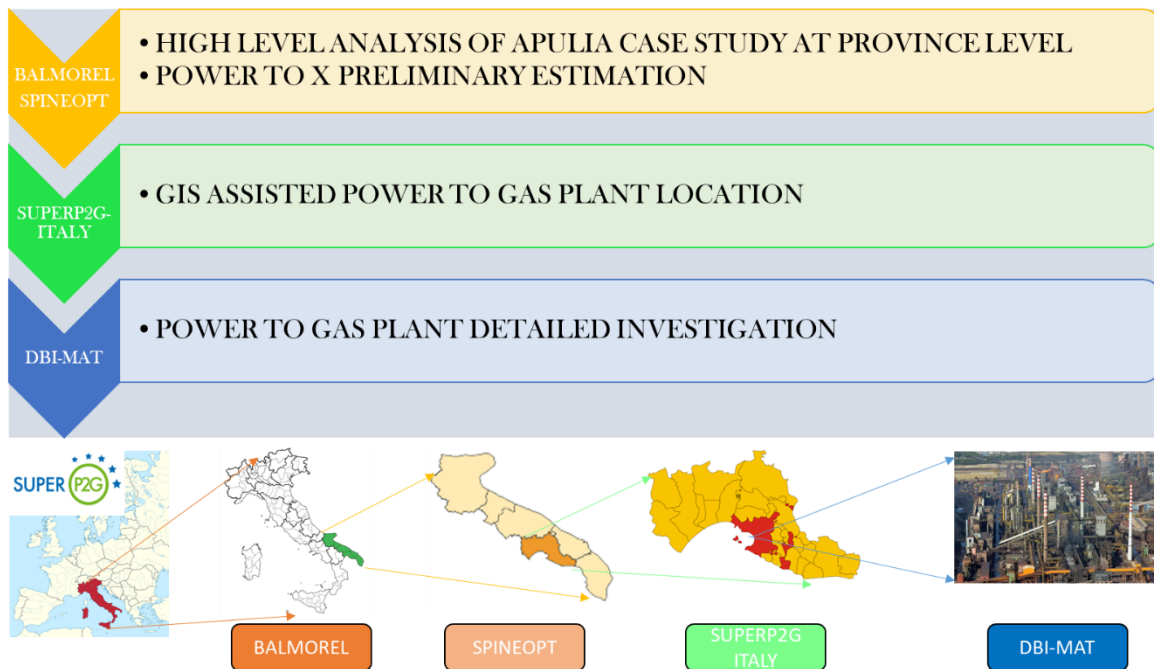 • HIGH LEVEL ANALYSIS OF APULIA CASE STUDY AT PROVINCE LEVEL
• POWER TO X PRELIMINARY ESTIMATION
BALMOREL
SPINEOPT
• GIS ASSISTED POWER TO GAS PLANT LOCATION
SUPERP2G-
ITALY
• POWER TO GAS PLANT DETAILED INVESTIGATION
DBI-MAT
SUPER P2G
BALMOREL
SPINEOPT
SUPERP2G
ITALY
DBI-MAT